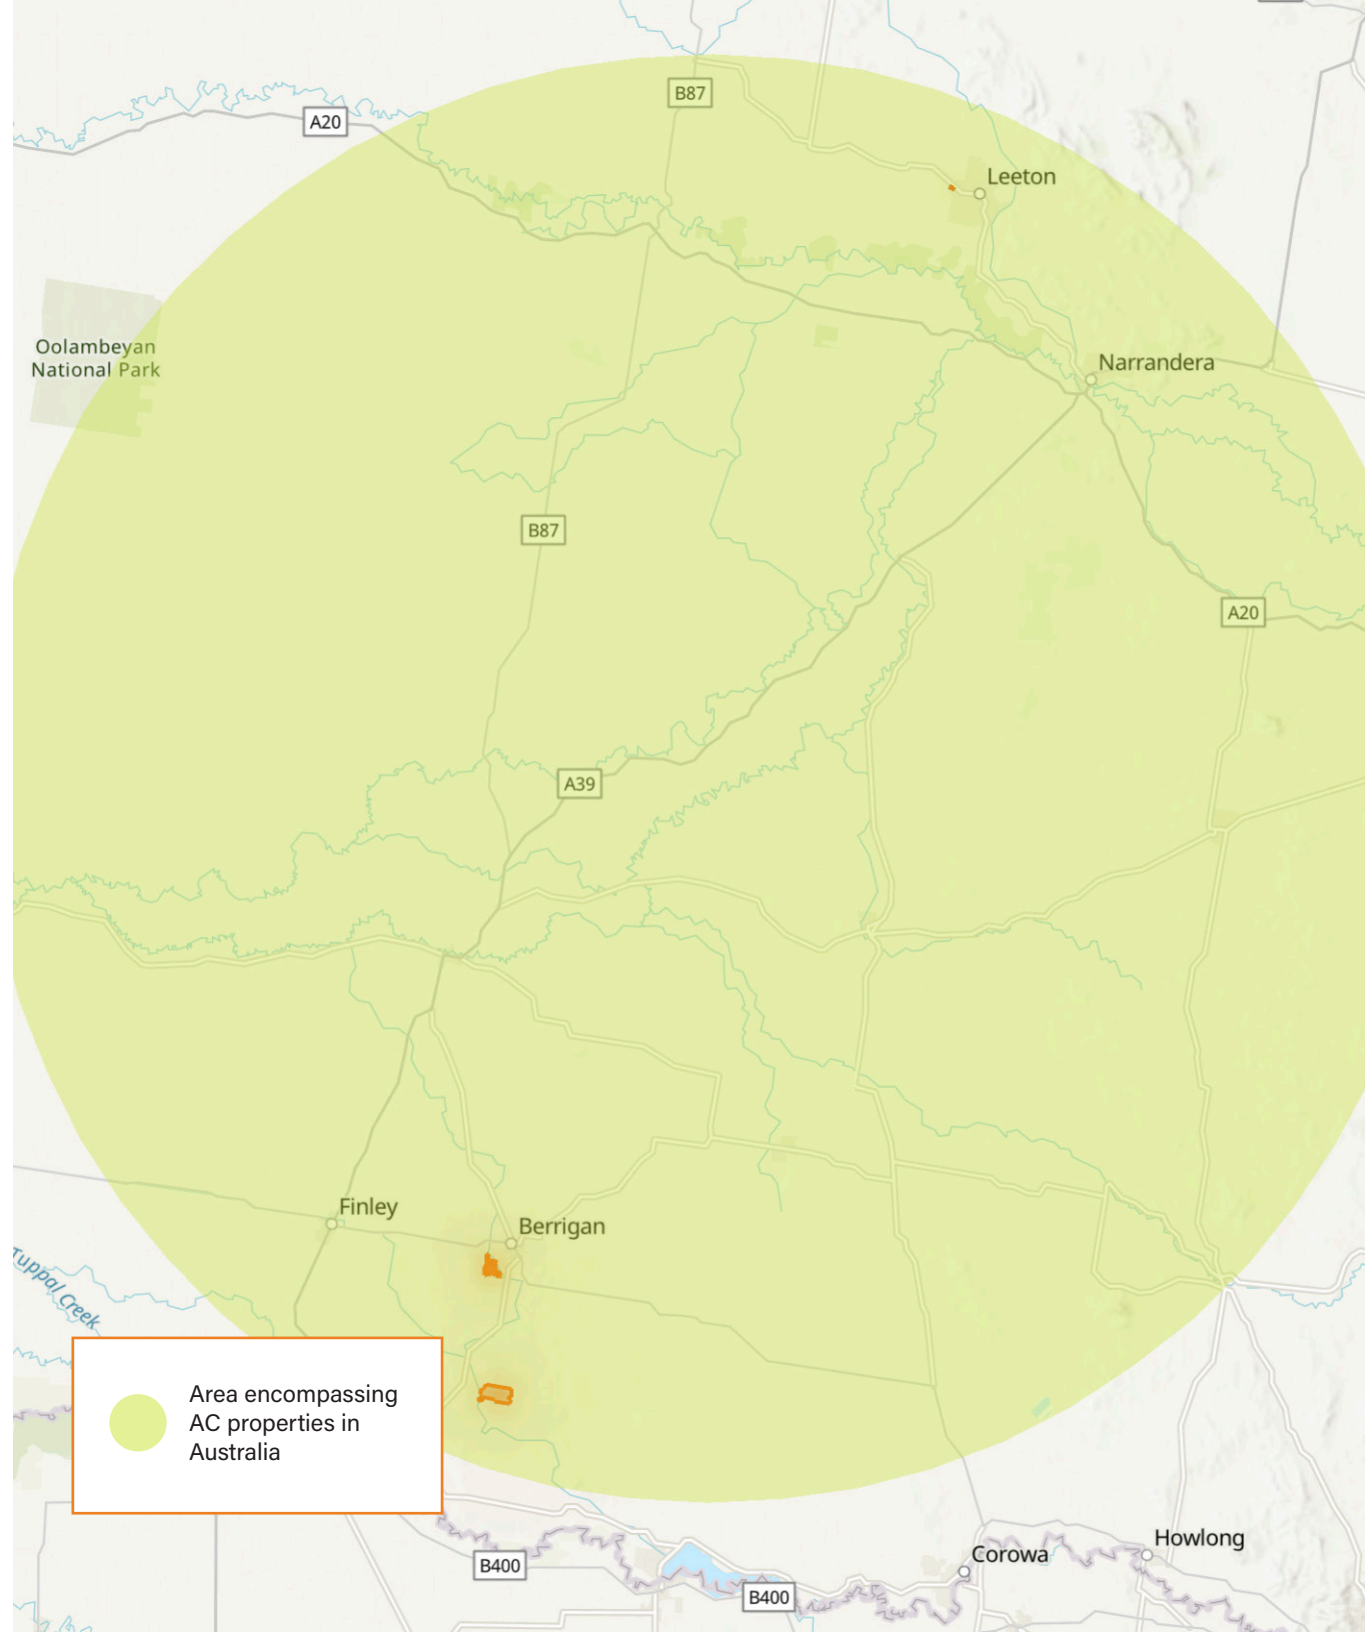 B87
A20
Leeton
Oolambeyan
National Park
Narrandera
B87
A20
A39
Finley
Berrigan
Tuppal Creek
Area encompassing
AC properties in
Australia
Howlong
Corowa
B400
B400